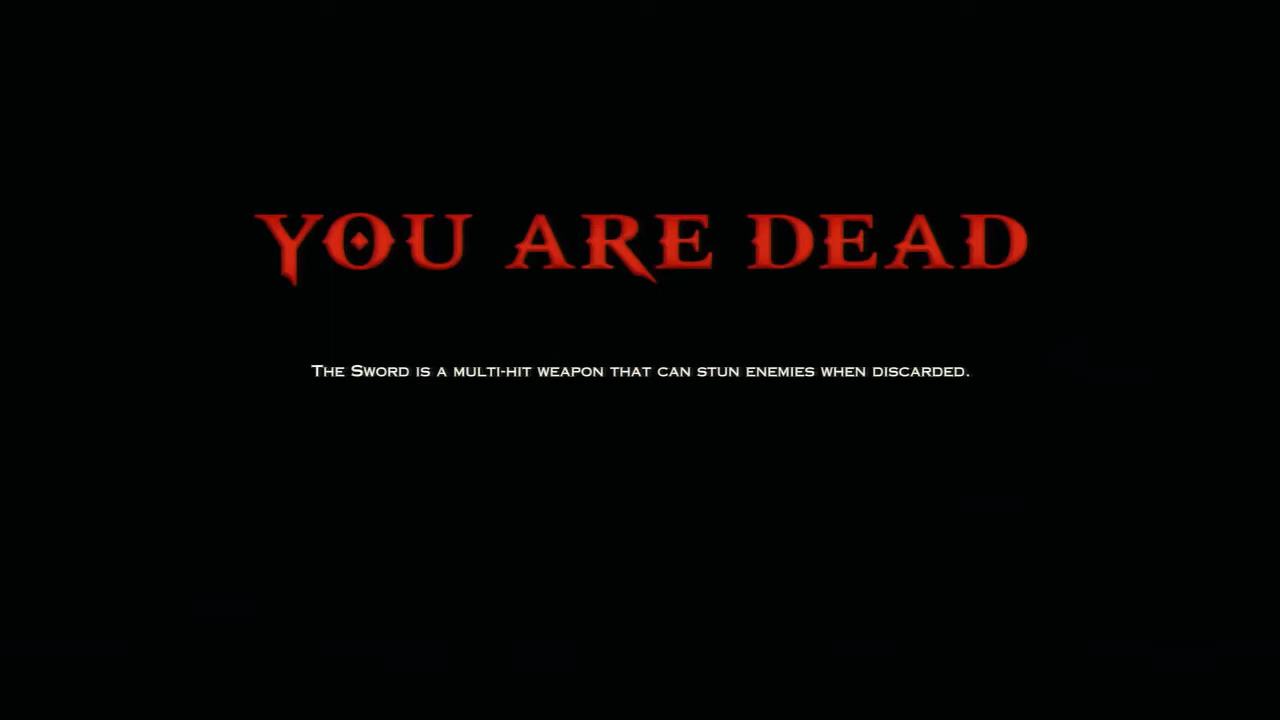 YOU ARE DEAD
The Sword is a multi-hit weapon that can stun enemies when discarded.